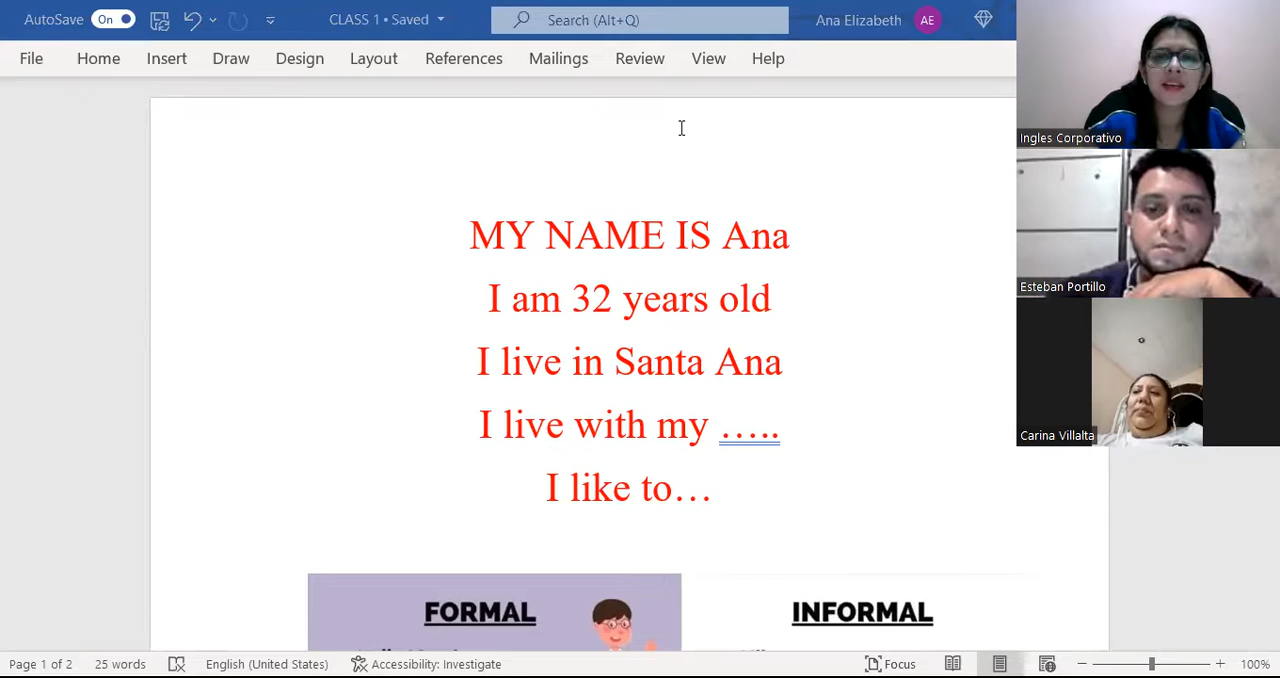 AutoSave On CLASS 1 • Saved Search (Alt+Q) Ana Elizabeth AE
File Home Insert Draw Design Layout References Mailings Review View Help
Ingles Corporativo
Esteban Portillo
Carina Villalta
MY NAME IS Ana
I am 32 years old
I live in Santa Ana
I live with my …..
I like to…
FORMAL INFORMAL
Page 1 of 2 25 words English (United States) Accessibility: Investigate Focus 100%